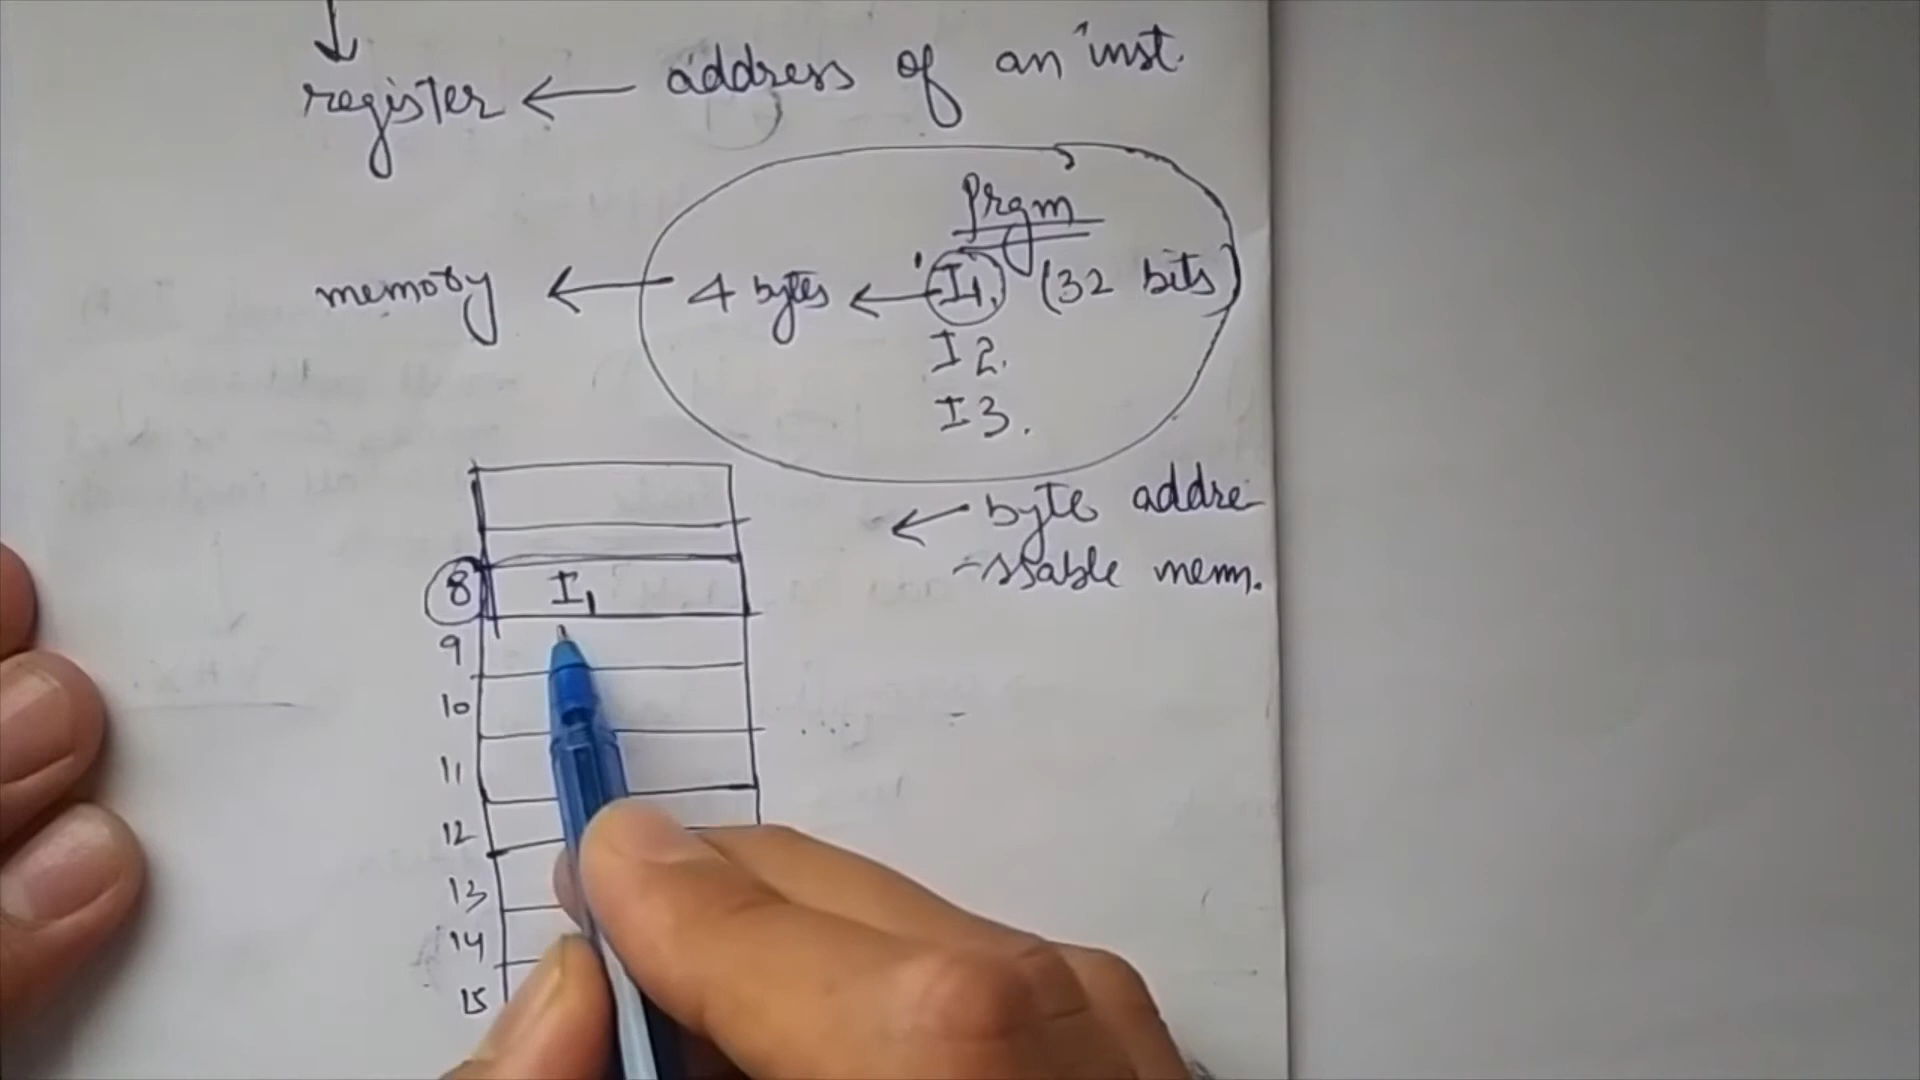 register ← address of an inst.
Prgm
memory ← 4 bytes ← I1. (32 bits)
I2.
I3.
← byte addre
-ssable mem.
8 I1
9
10
11
12
13
14
15